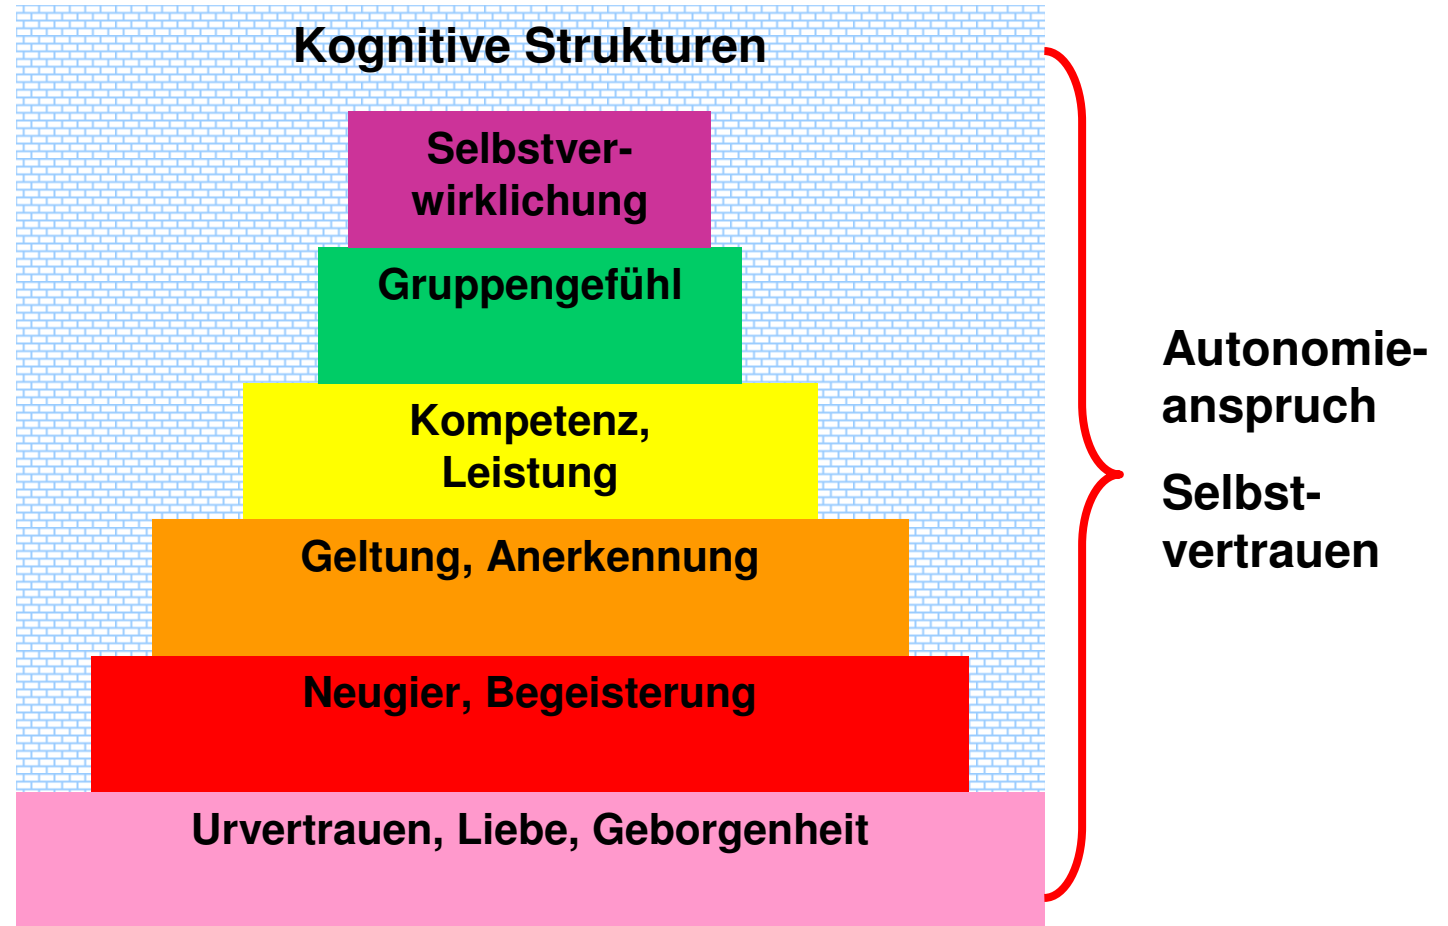 Kognitive Strukturen
Selbstver-
wirklichung
Gruppengefühl
Kompetenz,
Leistung
Geltung, Anerkennung
Neugier, Begeisterung
Urvertrauen, Liebe, Geborgenheit
Autonomie-
anspruch
Selbst-
vertrauen